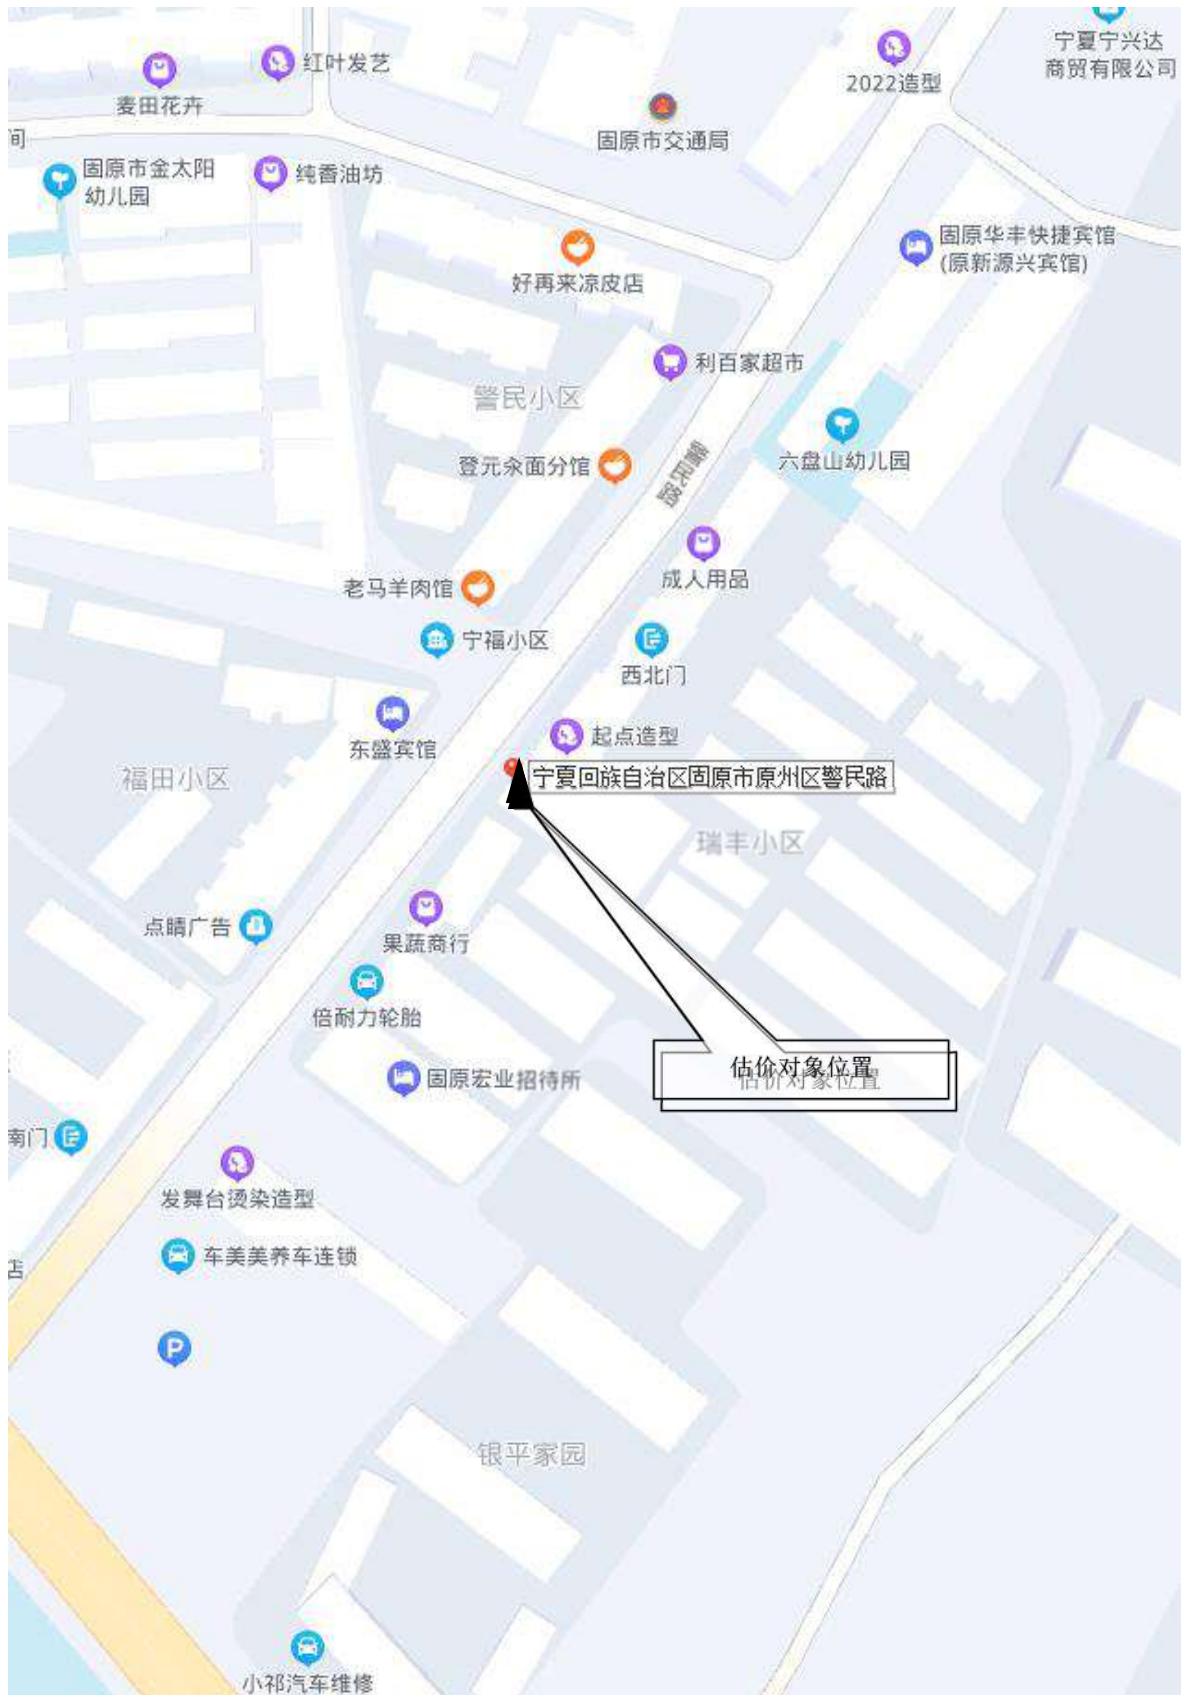 宁夏宁兴达
商贸有限公司
红叶发艺
麦田花卉
2022造型
固原市交通局
间
固原市金太阳
幼儿园
纯香油坊
固原华丰快捷宾馆
(原新源兴宾馆)
好再来凉皮店
利百家超市
警民小区
登元汆面分馆
警民路
六盘山幼儿园
成人用品
老马羊肉馆
宁福小区
西北门
东盛宾馆
起点造型
福田小区
宁夏回族自治区固原市原州区警民路
瑞丰小区
点睛广告
果蔬商行
倍耐力轮胎
估价对象位置
估价对象位置
固原宏业招待所
南门
发舞台烫染造型
车美美养车连锁
店
P
银平家园
小祁汽车维修